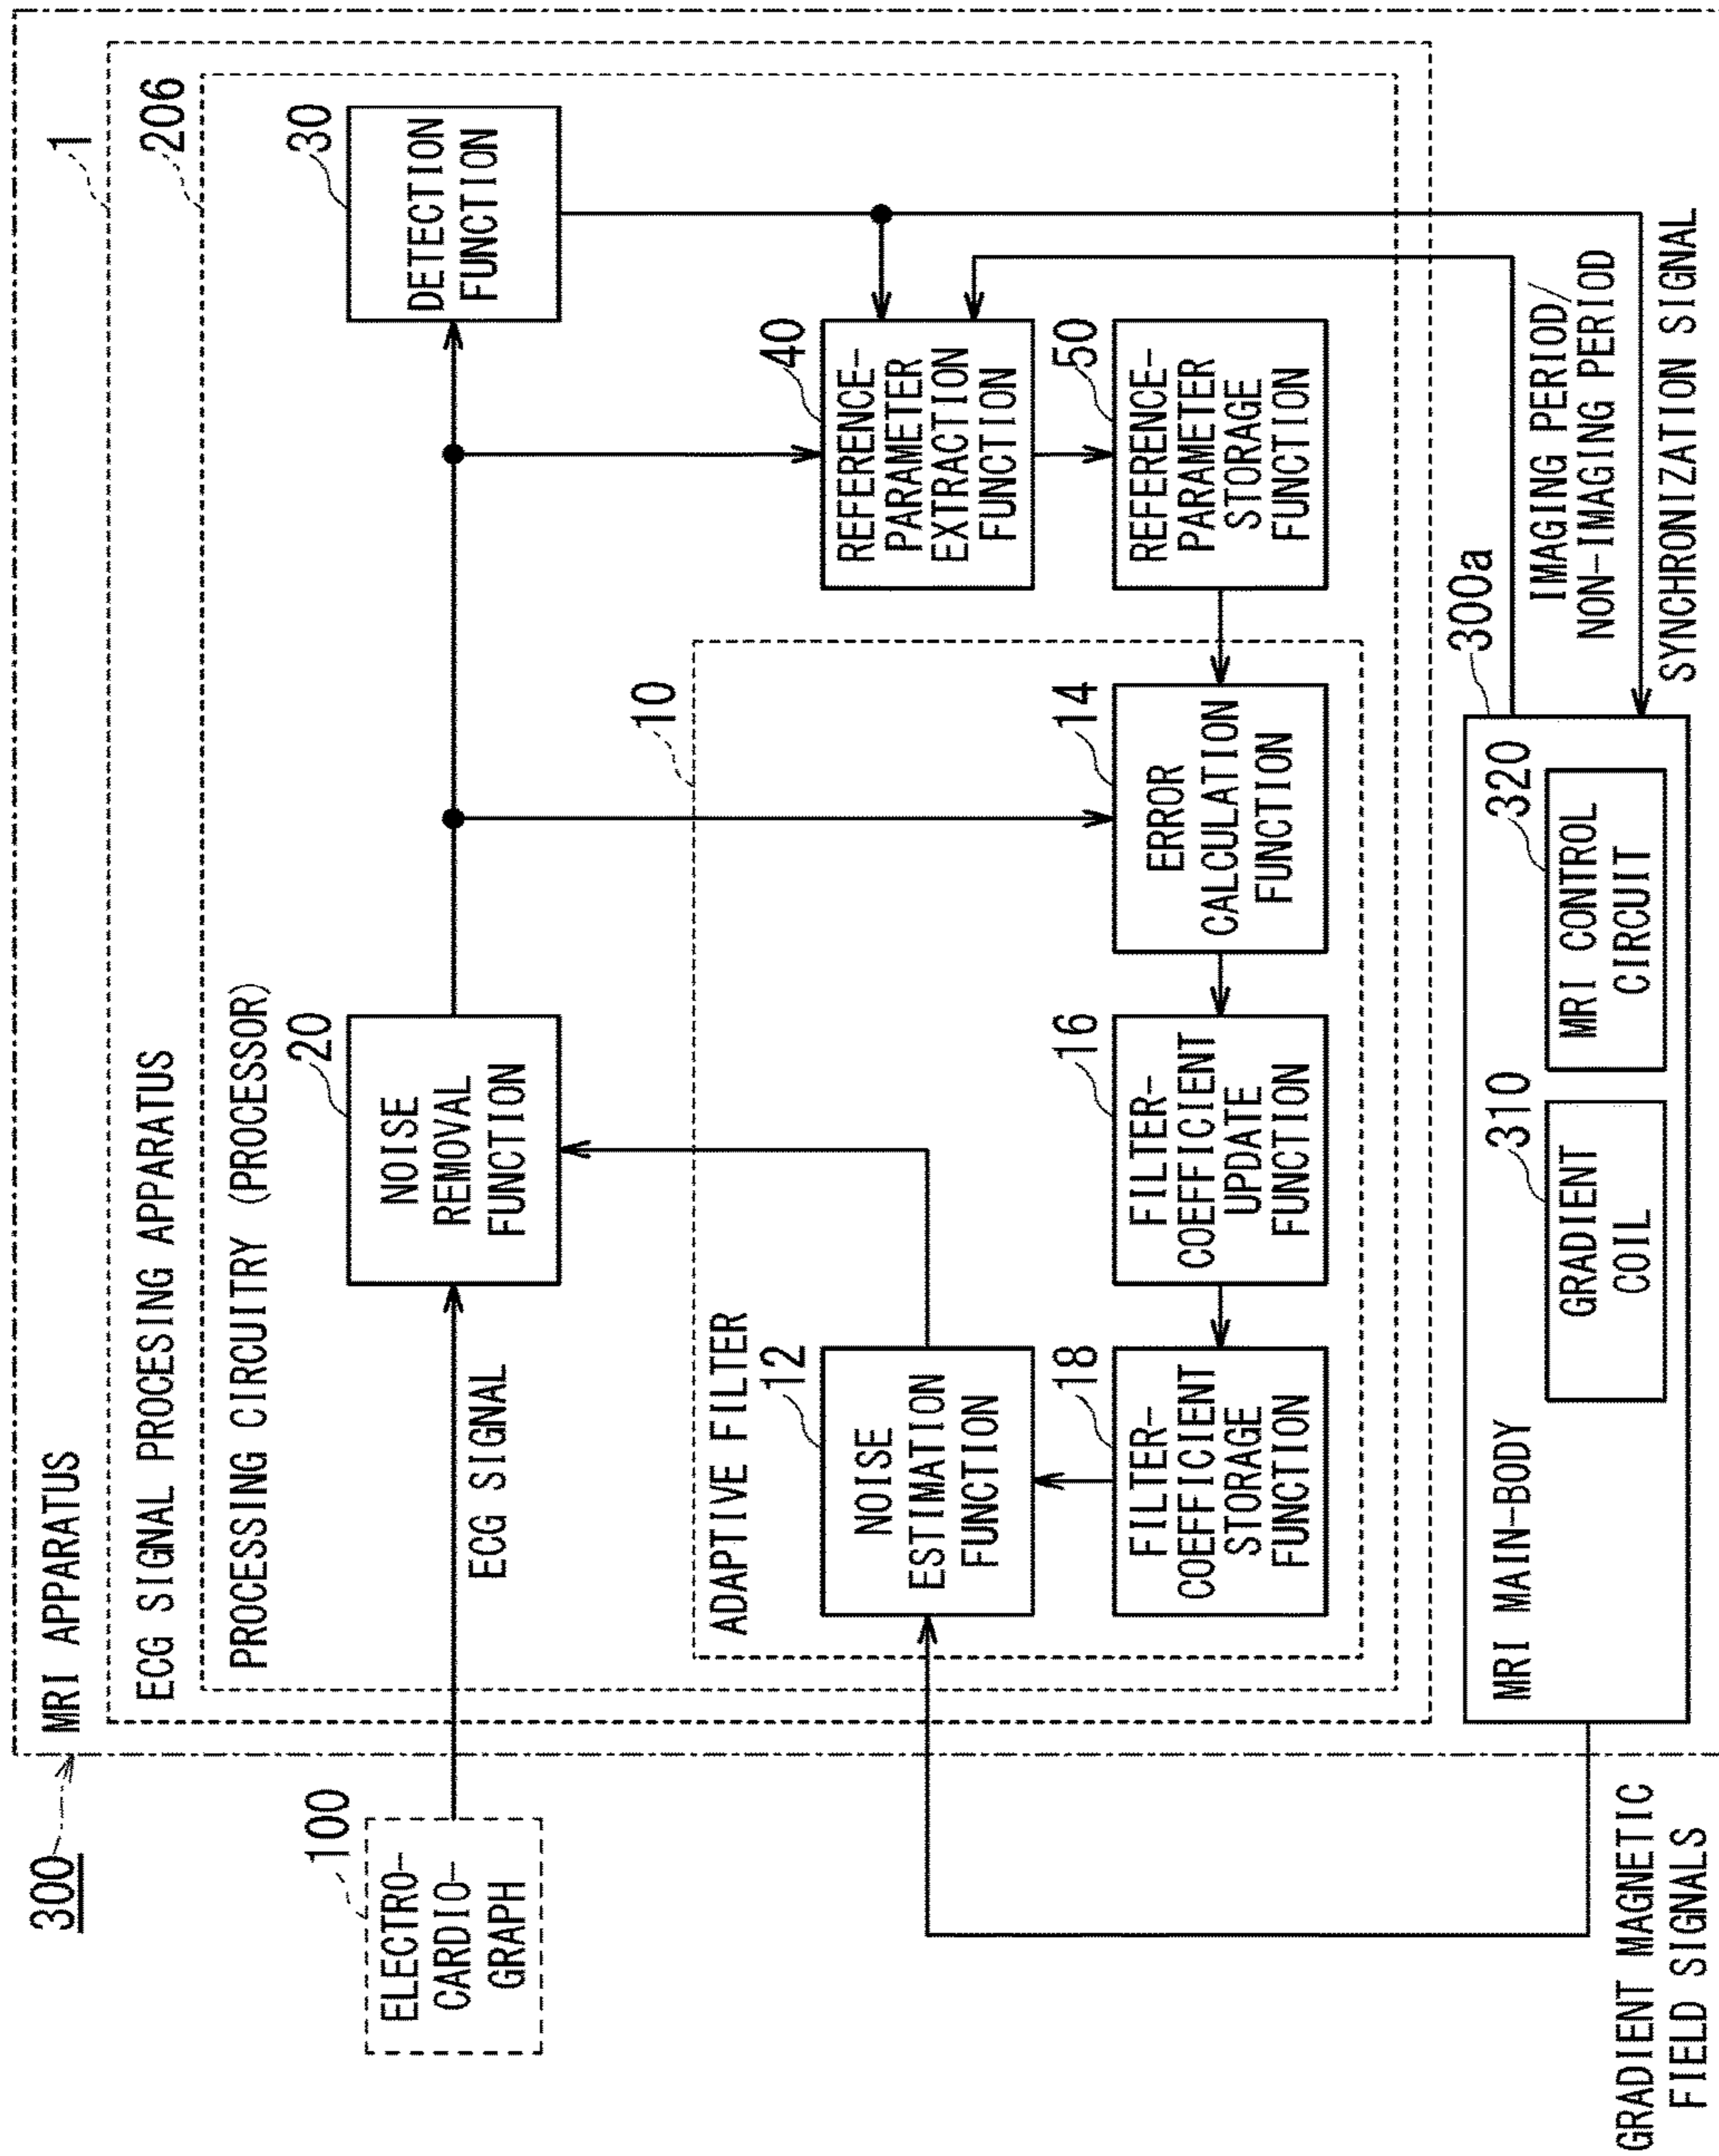 300
MRI APPARATUS
1
ECG SIGNAL PROCESING APPARATUS
206
PROCESSING CIRCUITRY (PROCESSOR)
100
ELECTRO-
CARDIO-
GRAPH
ECG SIGNAL
20
NOISE
REMOVAL
FUNCTION
30
DETECTION
FUNCTION
10
ADAPTIVE FILTER
12
NOISE
ESTIMATION
FUNCTION
40
REFERENCE-
PARAMETER
EXTRACTION
FUNCTION
18
FILTER-
COEFFICIENT
STORAGE
FUNCTION
16
FILTER-
COEFFICIENT
UPDATE
FUNCTION
14
ERROR
CALCULATION
FUNCTION
50
REFERENCE-
PARAMETER
STORAGE
FUNCTION
300a
MRI MAIN-BODY
310
GRADIENT
COIL
320
MRI CONTROL
CIRCUIT
IMAGING PERIOD/
NON-IMAGING PERIOD
SYNCHRONIZATION SIGNAL
GRADIENT MAGNETIC
FIELD SIGNALS